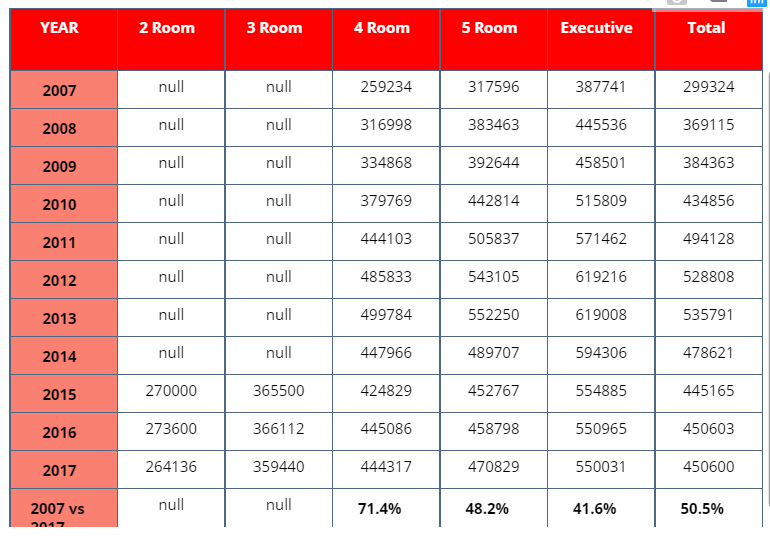 YEAR 2 Room 3 Room 4 Room 5 Room Executive Total
2007 null null 259234 317596 387741 299324
2008 null null 316998 383463 445536 369115
2009 null null 334868 392644 458501 384363
2010 null null 379769 442814 515809 434856
2011 null null 444103 505837 571462 494128
2012 null null 485833 543105 619216 528808
2013 null null 499784 552250 619008 535791
2014 null null 447966 489707 594306 478621
2015 270000 365500 424829 452767 554885 445165
2016 273600 366112 445086 458798 550965 450603
2017 264136 359440 444317 470829 550031 450600
2007 vs null null 71.4% 48.2% 41.6% 50.5%
2017